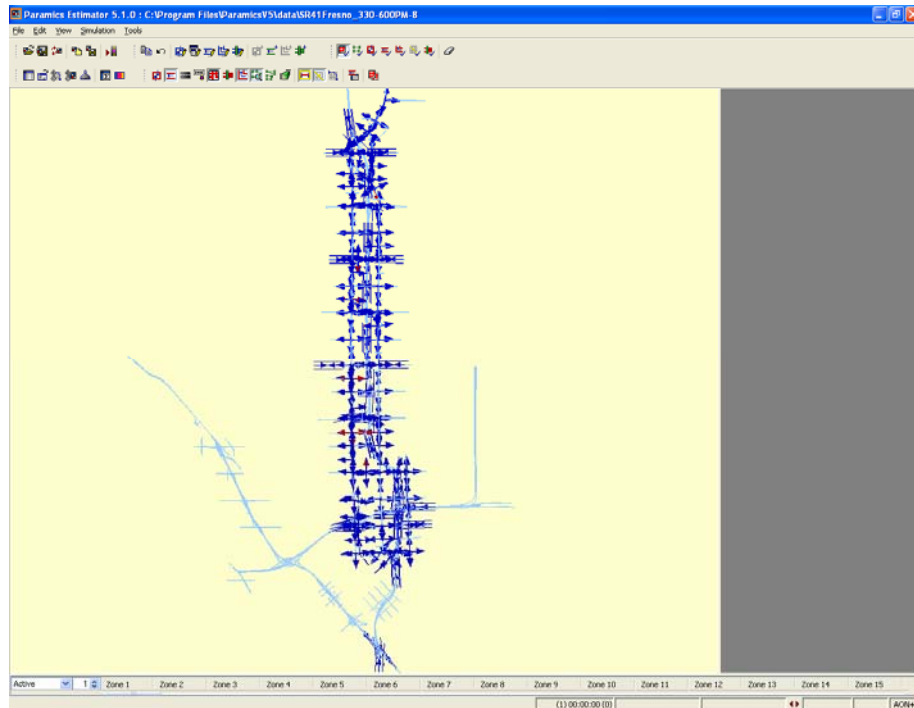 Paramics Estimator 5.1.0 : C:\Program Files\ParamicsV5\data\SR41Fresno_330-600PM-8
File Edit View Simulation Tools
Active 1 Zone 1 Zone 2 Zone 3 Zone 4 Zone 5 Zone 6 Zone 7 Zone 8 Zone 9 Zone 10 Zone 11 Zone 12 Zone 13 Zone 14 Zone 15
(1) 00:00:00 (0) AON